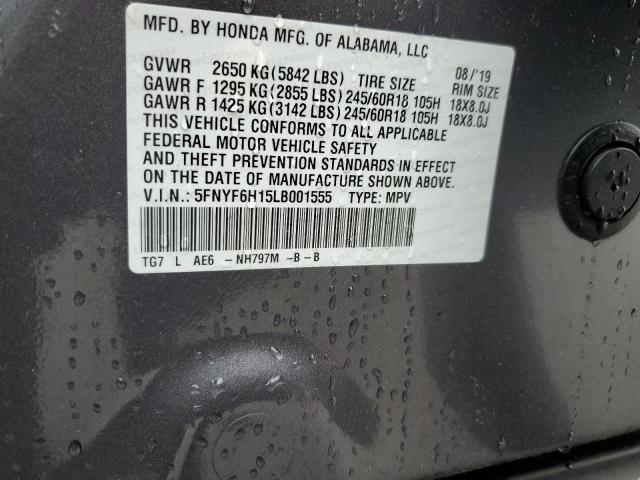 MFD. BY HONDA MFG. OF ALABAMA, LLC
GVWR 2650 KG (5842 LBS) TIRE SIZE 08/'19 RIM SIZE
GAWR F 1295 KG (2855 LBS) 245/60R18 105H 18X8.0J
GAWR R 1425 KG (3142 LBS) 245/60R18 105H 18X8.0J
THIS VEHICLE CONFORMS TO ALL APPLICABLE
FEDERAL MOTOR VEHICLE SAFETY
AND THEFT PREVENTION STANDARDS IN EFFECT
ON THE DATE OF MANUFACTURE SHOWN ABOVE.
V.I.N.: 5FNYF6H15LB001555 TYPE: MPV
TG7 L AE6 - NH797M - B - B